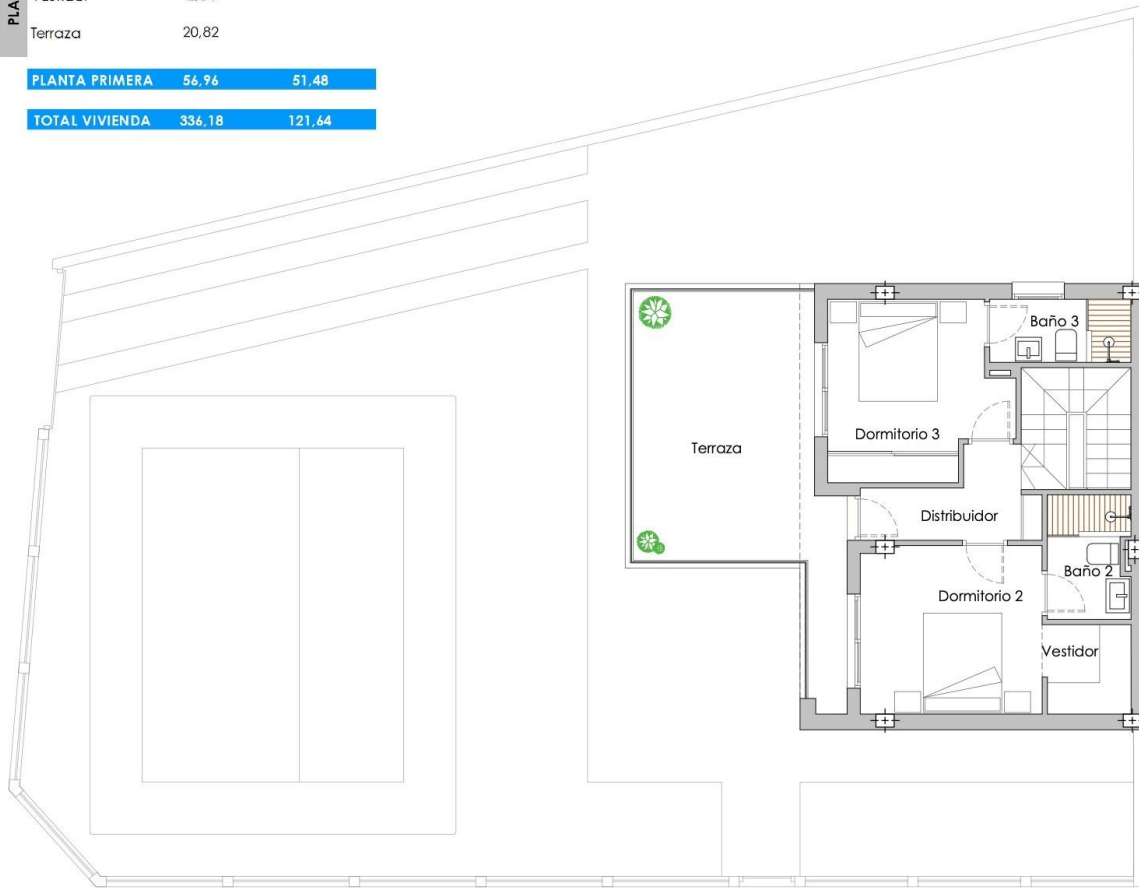 PLA
Terraza 20,82
PLANTA PRIMERA 56,96 51,48
TOTAL VIVIENDA 336,18 121,64
Baño 3
Dormitorio 3
Terraza
Distribuidor
Baño 2
Dormitorio 2
Vestidor